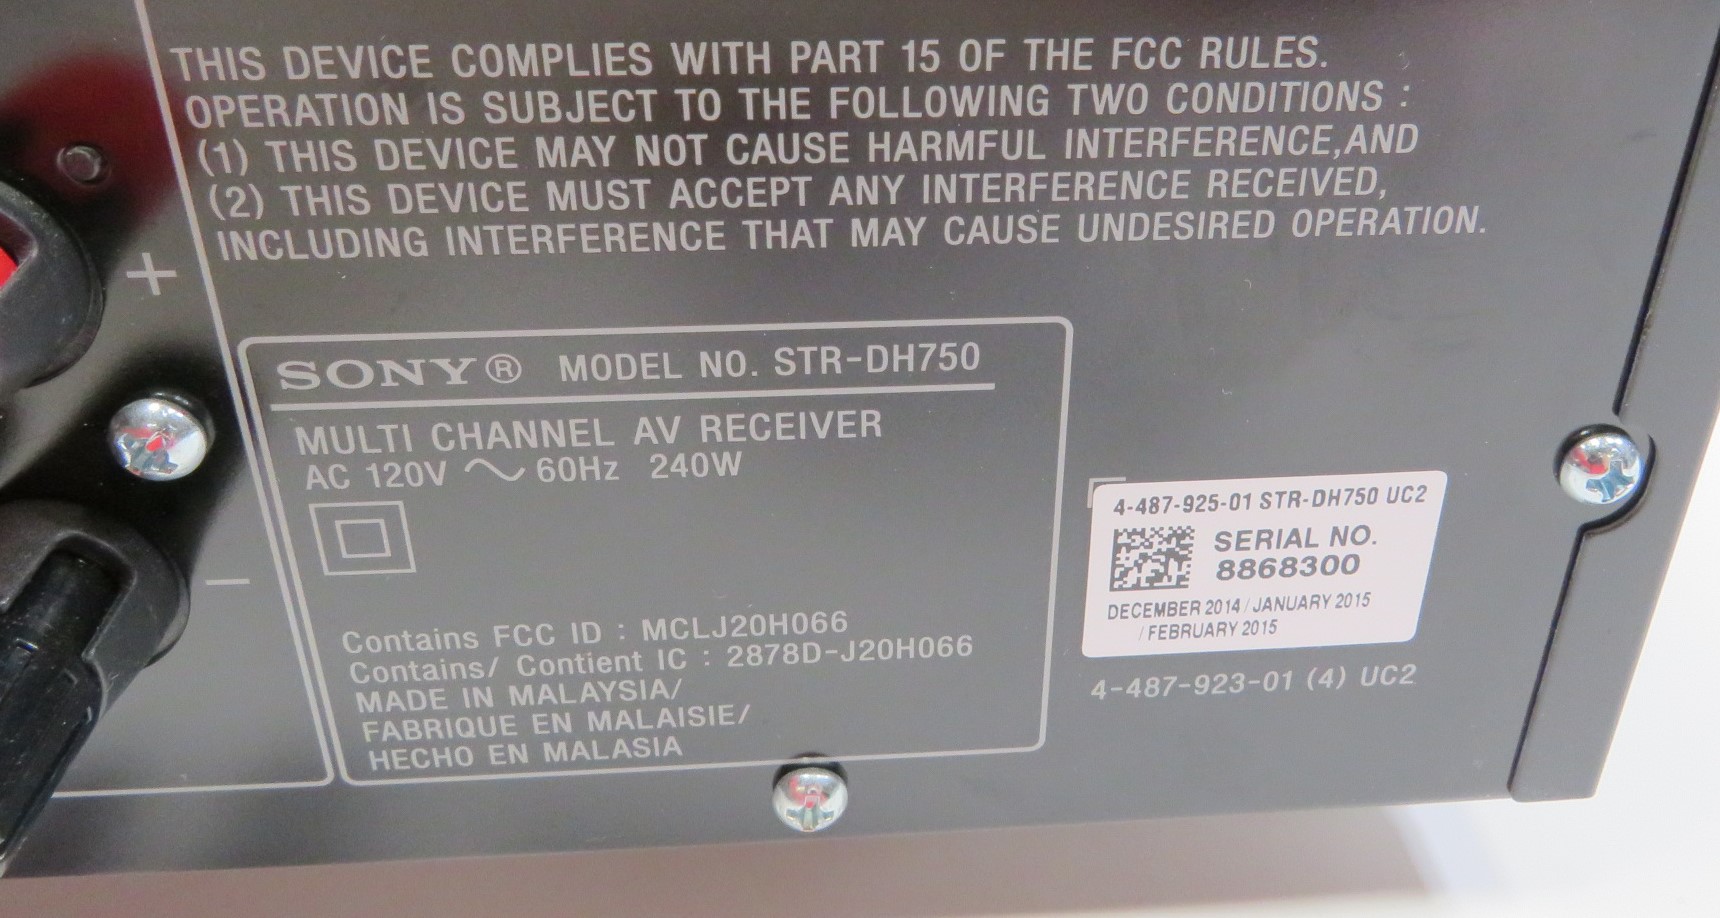 THIS DEVICE COMPLIES WITH PART 15 OF THE FCC RULES.
OPERATION IS SUBJECT TO THE FOLLOWING TWO CONDITIONS :
(1) THIS DEVICE MAY NOT CAUSE HARMFUL INTERFERENCE,AND
(2) THIS DEVICE MUST ACCEPT ANY INTERFERENCE RECEIVED,
INCLUDING INTERFERENCE THAT MAY CAUSE UNDESIRED OPERATION.
+
SONY® MODEL NO. STR-DH750
MULTI CHANNEL AV RECEIVER
AC 120V ～ 60Hz 240W
−
Contains FCC ID : MCLJ20H066
Contains/ Contient IC : 2878D-J20H066
MADE IN MALAYSIA/
FABRIQUE EN MALAISIE/
HECHO EN MALASIA
4-487-925-01 STR-DH750 UC2
SERIAL NO.
8868300
DECEMBER 2014 / JANUARY 2015
/ FEBRUARY 2015
4-487-923-01 (4) UC2